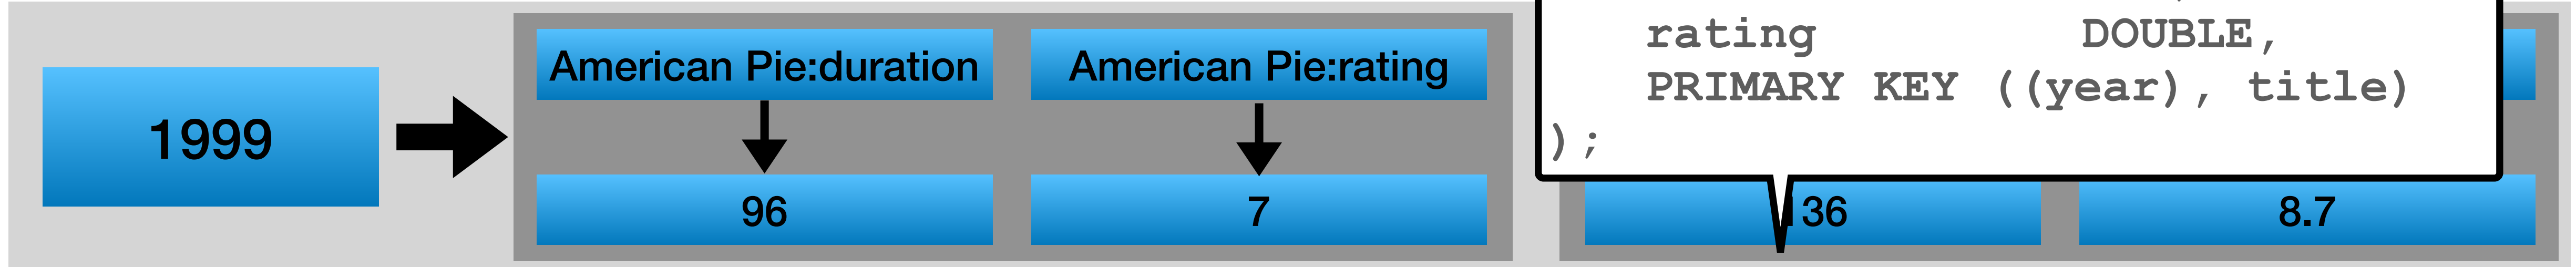 1999
American Pie:duration
American Pie:rating
96
7
rating DOUBLE,
PRIMARY KEY ((year), title)
);
36
8.7